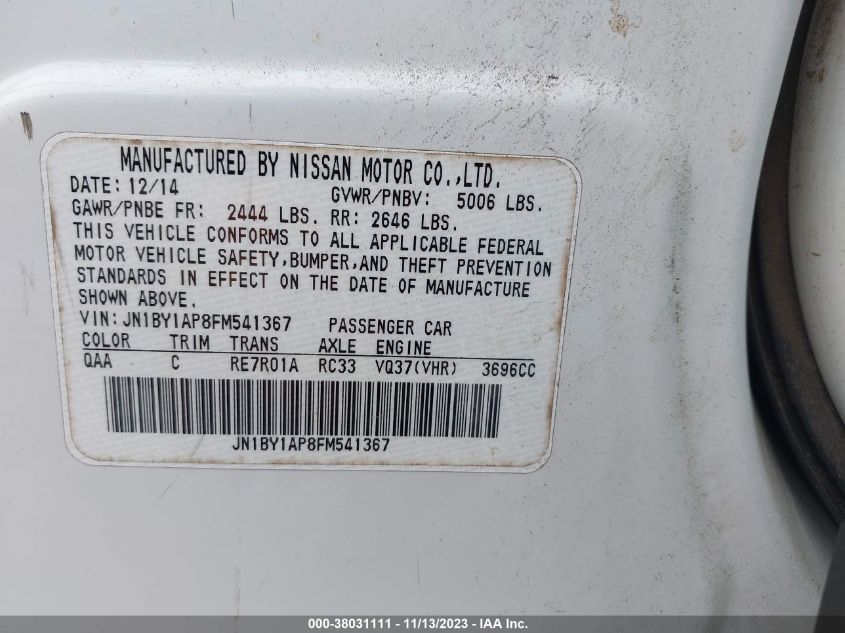 MANUFACTURED BY NISSAN MOTOR CO.,LTD.
DATE: 12/14 GVWR/PNBV: 5006 LBS.
GAWR/PNBE FR: 2444 LBS. RR: 2646 LBS.
THIS VEHICLE CONFORMS TO ALL APPLICABLE FEDERAL
MOTOR VEHICLE SAFETY,BUMPER,AND THEFT PREVENTION
STANDARDS IN EFFECT ON THE DATE OF MANUFACTURE
SHOWN ABOVE.
VIN: JN1BY1AP8FM541367 PASSENGER CAR
COLOR TRIM TRANS AXLE ENGINE
QAA C RE7R01A RC33 VQ37(VHR) 3696CC
JN1BY1AP8FM541367
000-38031111 - 11/13/2023 - IAA Inc.